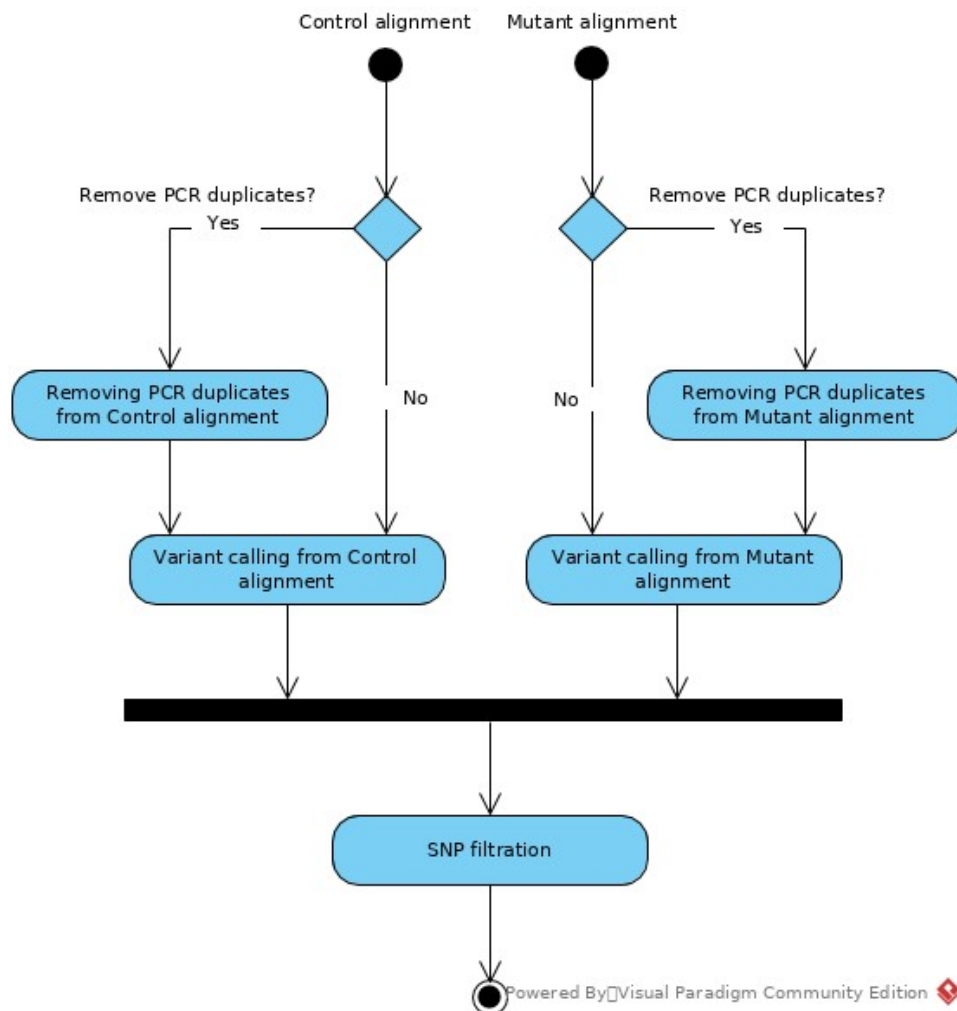 Control alignment
Mutant alignment
Remove PCR duplicates?
Remove PCR duplicates?
Yes
Yes
Removing PCR duplicates
from Control alignment
No
No
Removing PCR duplicates
from Mutant alignment
Variant calling from Control
alignment
Variant calling from Mutant
alignment
SNP filtration
Powered By▯Visual Paradigm Community Edition